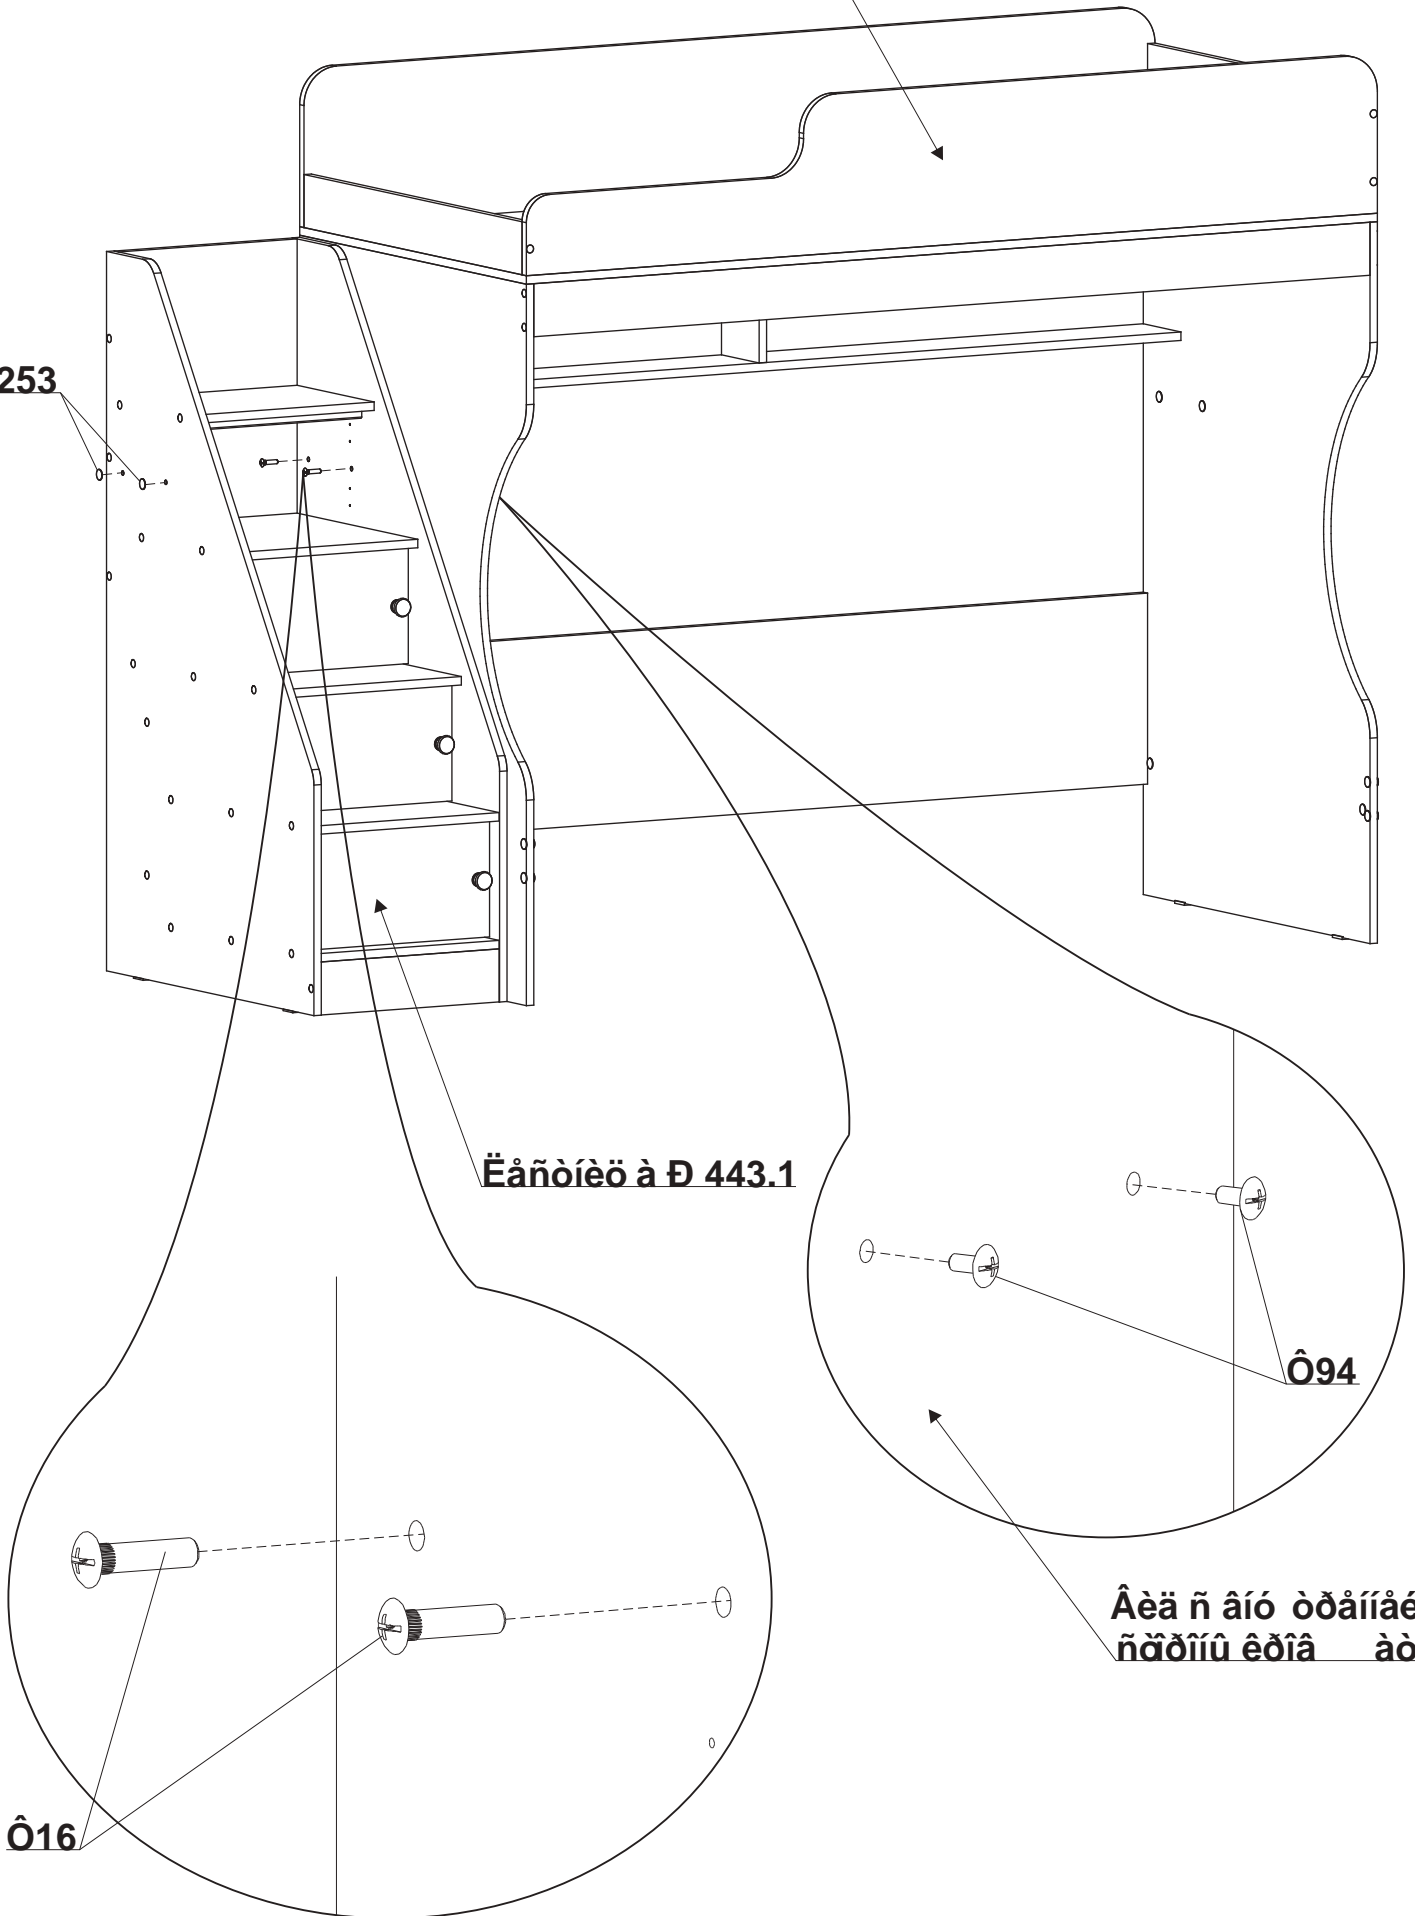 253
Ëåñòíèö à Ð 443.1
Ô94
Âèä ñ âíó òðåííåé
ñòîðîíû êðîâ àò
Ô16